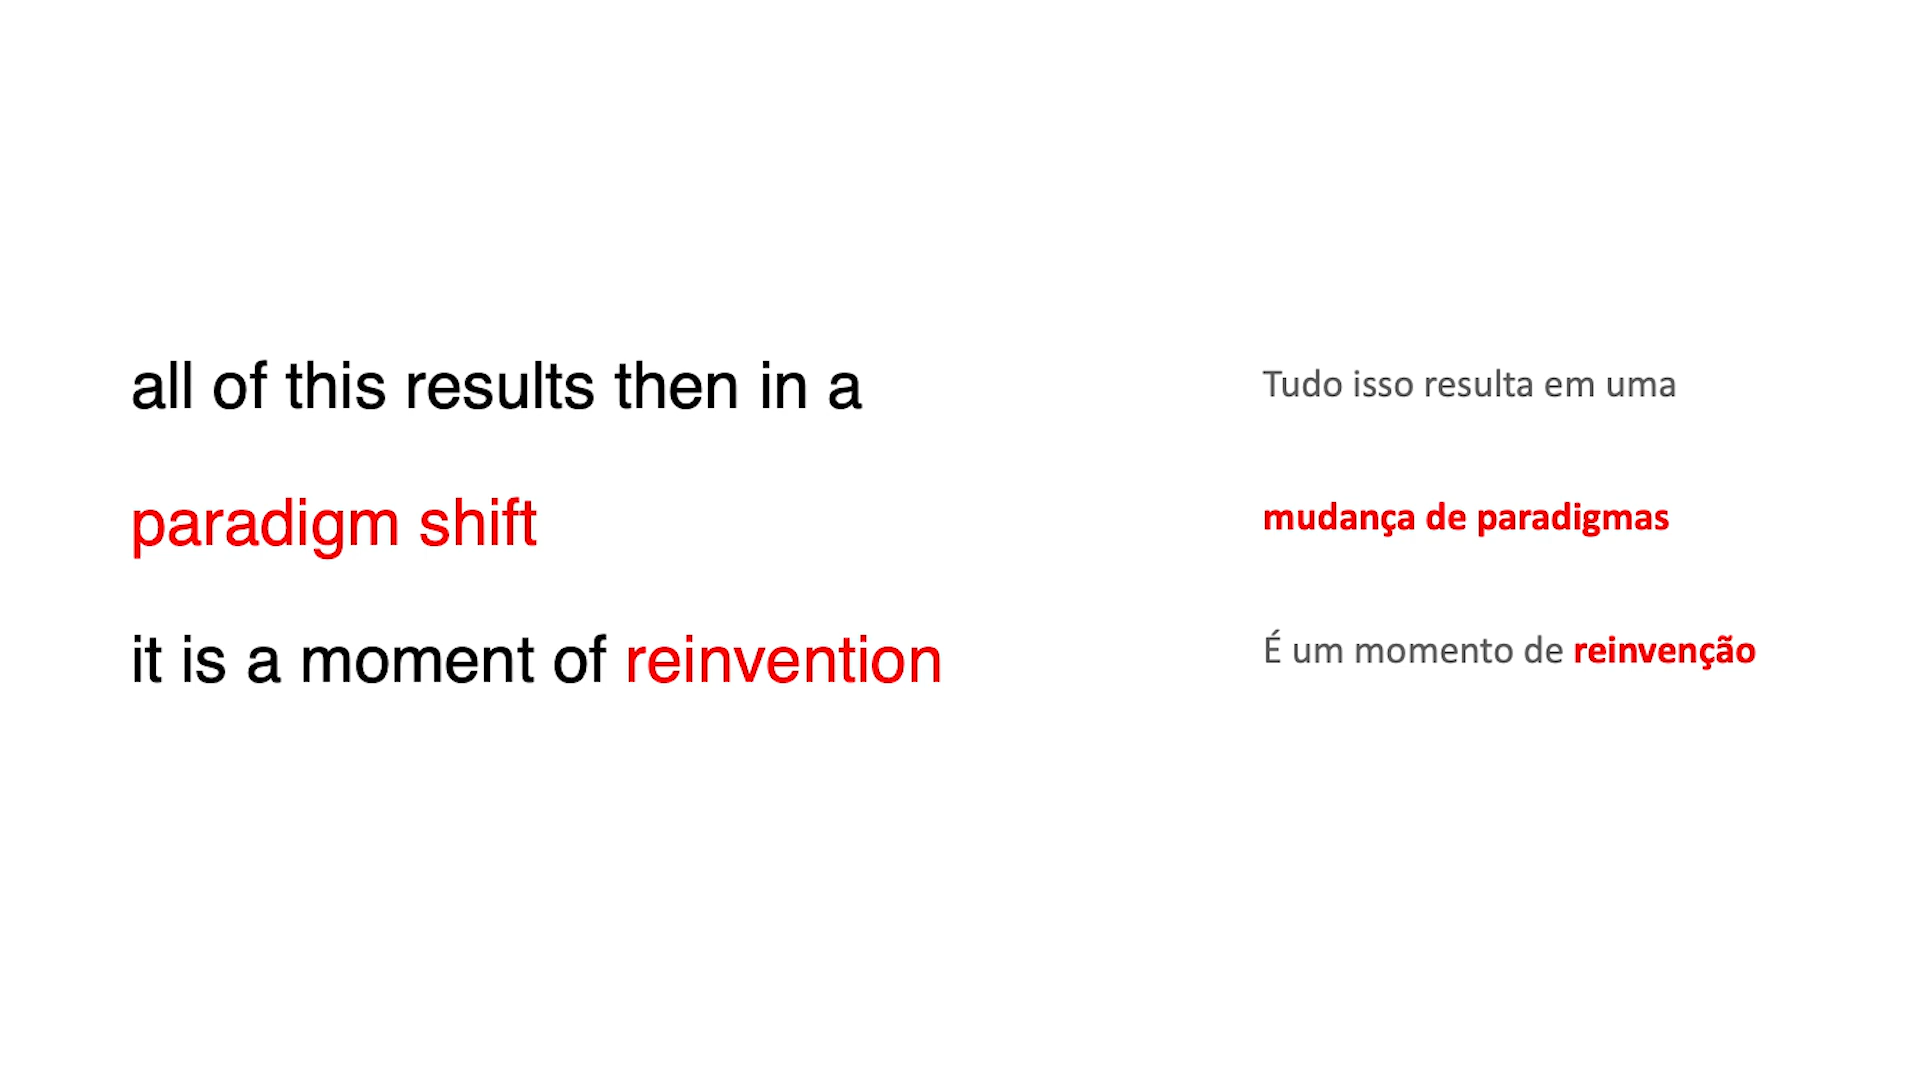 all of this results then in a
paradigm shift
it is a moment of reinvention
Tudo isso resulta em uma
mudança de paradigmas
É um momento de reinvenção